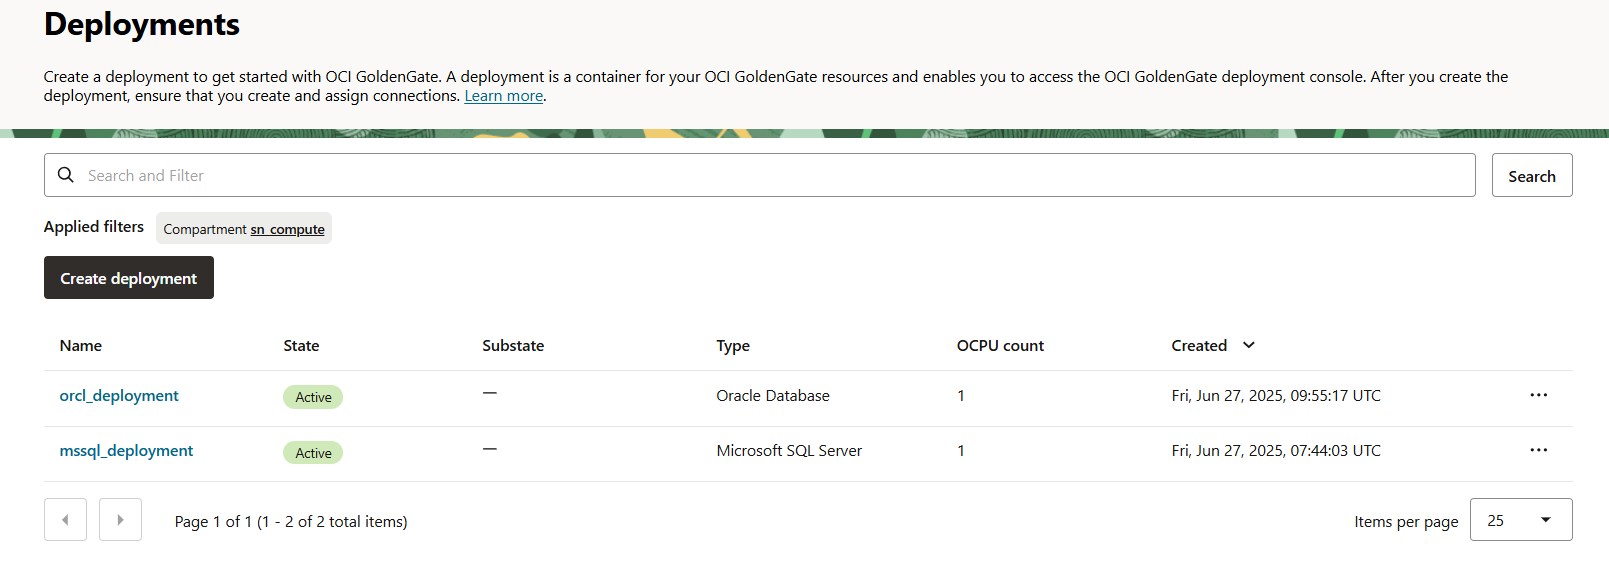 Deployments
Create a deployment to get started with OCI GoldenGate. A deployment is a container for your OCI GoldenGate resources and enables you to access the OCI GoldenGate deployment console. After you create the
deployment, ensure that you create and assign connections. Learn more.
Search and Filter
Search
Applied filters
Compartment sn_compute
Create deployment
Name State Substate Type OCPU count Created
orcl_deployment Active — Oracle Database 1 Fri, Jun 27, 2025, 09:55:17 UTC ...
mssql_deployment Active — Microsoft SQL Server 1 Fri, Jun 27, 2025, 07:44:03 UTC ...
Page 1 of 1 (1 - 2 of 2 total items) Items per page 25